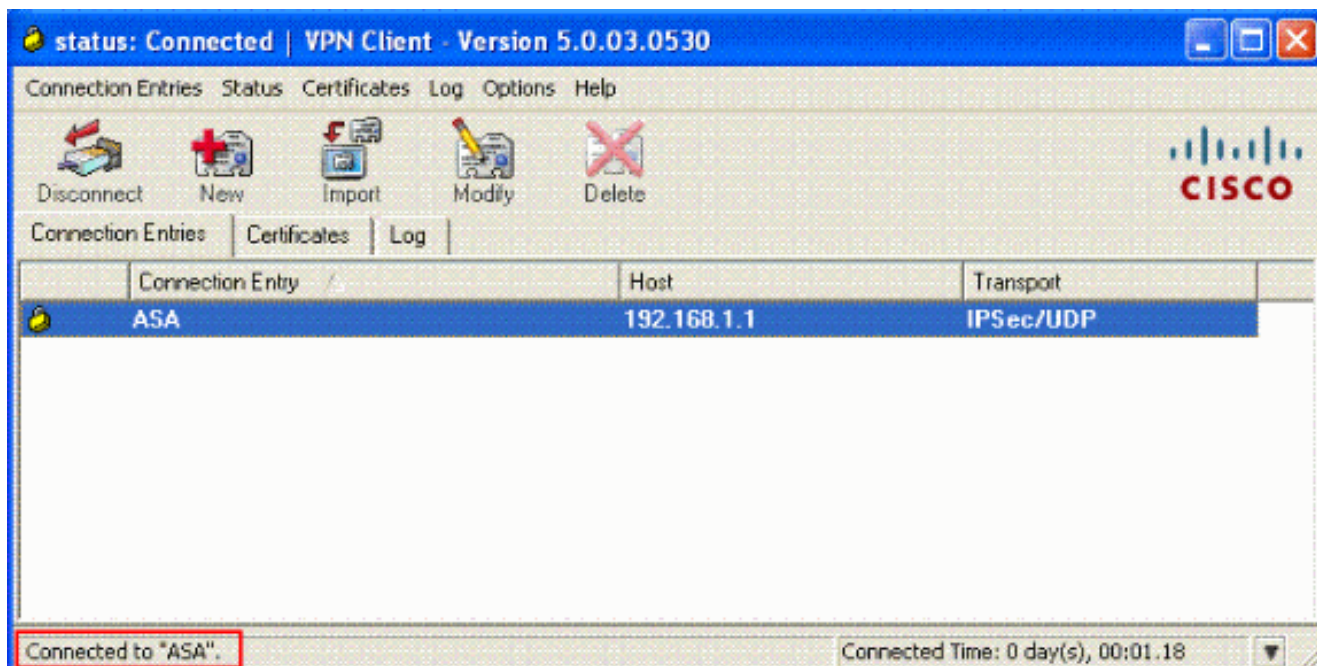 status: Connected | VPN Client - Version 5.0.03.0530
Connection Entries Status Certificates Log Options Help
Disconnect New Import Modify Delete
CISCO
Connection Entries Certificates Log
Connection Entry Host Transport
ASA 192.168.1.1 IPSec/UDP
Connected to "ASA". Connected Time: 0 day(s), 00:01.18